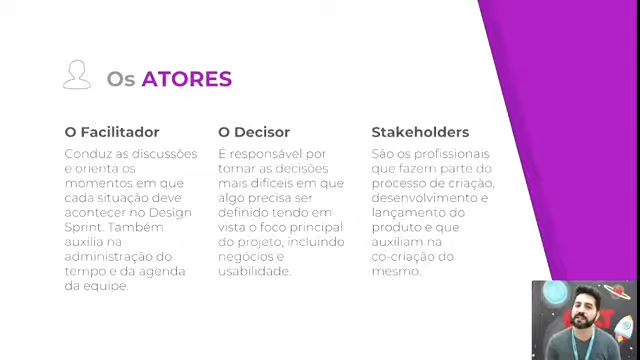 Os ATORES
O Facilitador
Conduz as discussões
e orienta os
momentos em que
cada situação deve
acontecer no Design
Sprint. Também
auxilia na
administração do
tempo e da agenda
da equipe.
O Decisor
É responsável por
tomar as decisões
mais difíceis em que
algo precisa ser
definido tendo em
vista o foco principal
do projeto, incluindo
negócios e
usabilidade.
Stakeholders
São os profissionais
que fazem parte do
processo de criação,
desenvolvimento e
lançamento do
produto e que
auxiliam na
co-criação do
mesmo.